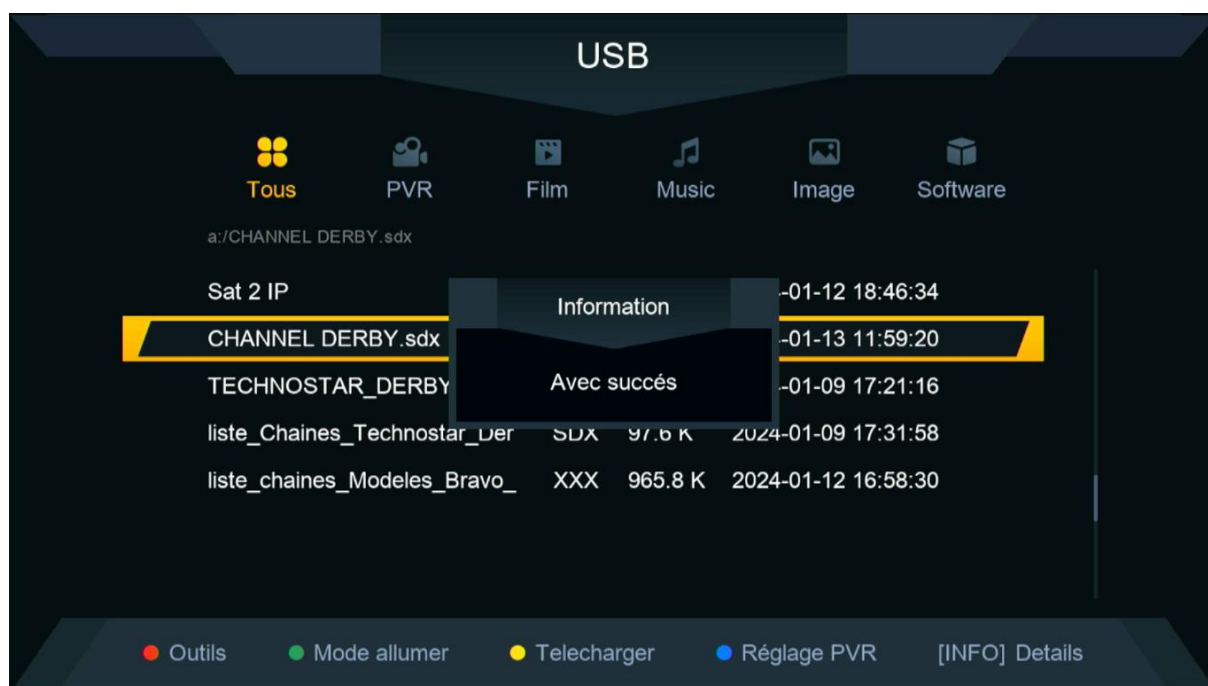 USB
Tous PVR Film Music Image Software
a:/CHANNEL DERBY.sdx
Sat 2 IP -01-12 18:46:34
Information
CHANNEL DERBY.sdx -01-13 11:59:20
TECHNOSTAR_DERBY -01-09 17:21:16
Avec succés
liste_Chaines_Technostar_Der SDX 97.6 K 2024-01-09 17:31:58
liste_chaines_Modeles_Bravo_ XXX 965.8 K 2024-01-12 16:58:30
Outils Mode allumer Telecharger Réglage PVR [INFO] Details